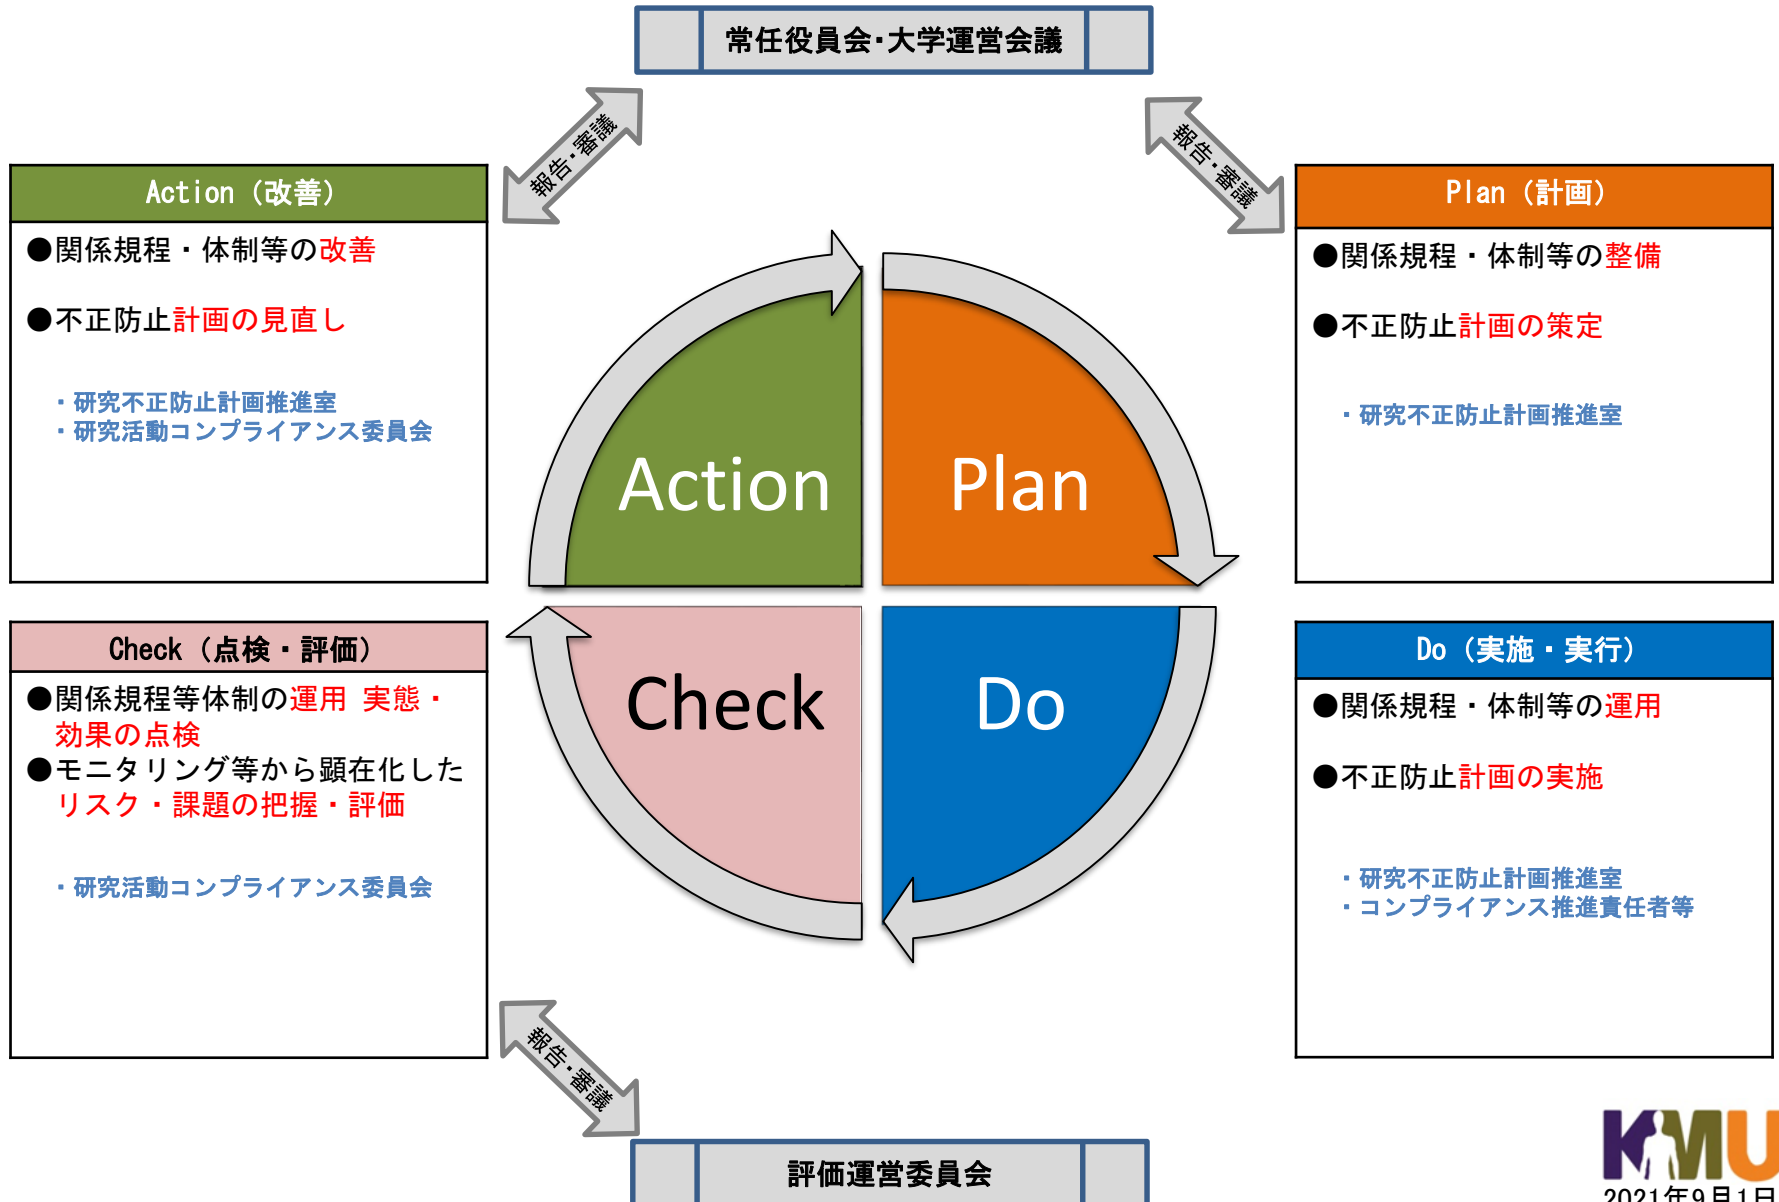 常任役員会・大学運営会議
報告・審議
報告・審議
Action（改善）
●関係規程・体制等の改善
●不正防止計画の見直し
・研究不正防止計画推進室
・研究活動コンプライアンス委員会
Plan（計画）
●関係規程・体制等の整備
●不正防止計画の策定
・研究不正防止計画推進室
Action
Plan
Check
Do
Check（点検・評価）
●関係規程等体制の運用 実態・
効果の点検
●モニタリング等から顕在化した
リスク・課題の把握・評価
・研究活動コンプライアンス委員会
Do（実施・実行）
●関係規程・体制等の運用
●不正防止計画の実施
・研究不正防止計画推進室
・コンプライアンス推進責任者等
報告・審議
評価運営委員会
KMU
2021年9月1日